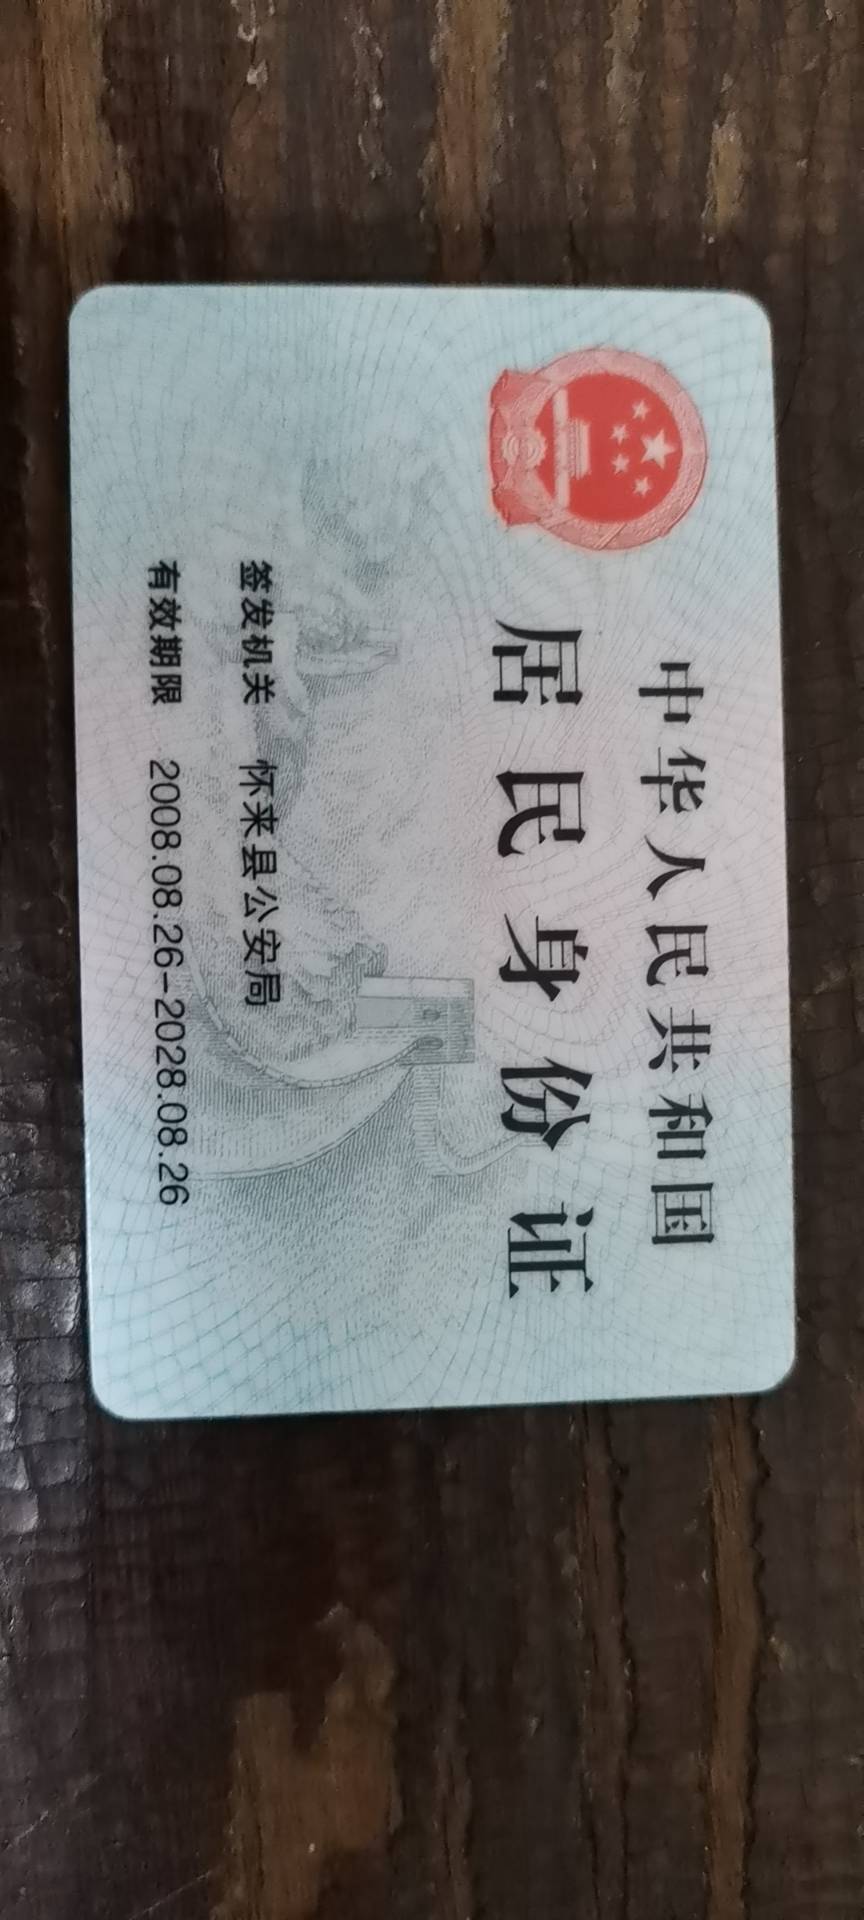 中华人民共和国
居民身份证
签发机关 怀来县公安局
有效期限 2008.08.26-2028.08.26